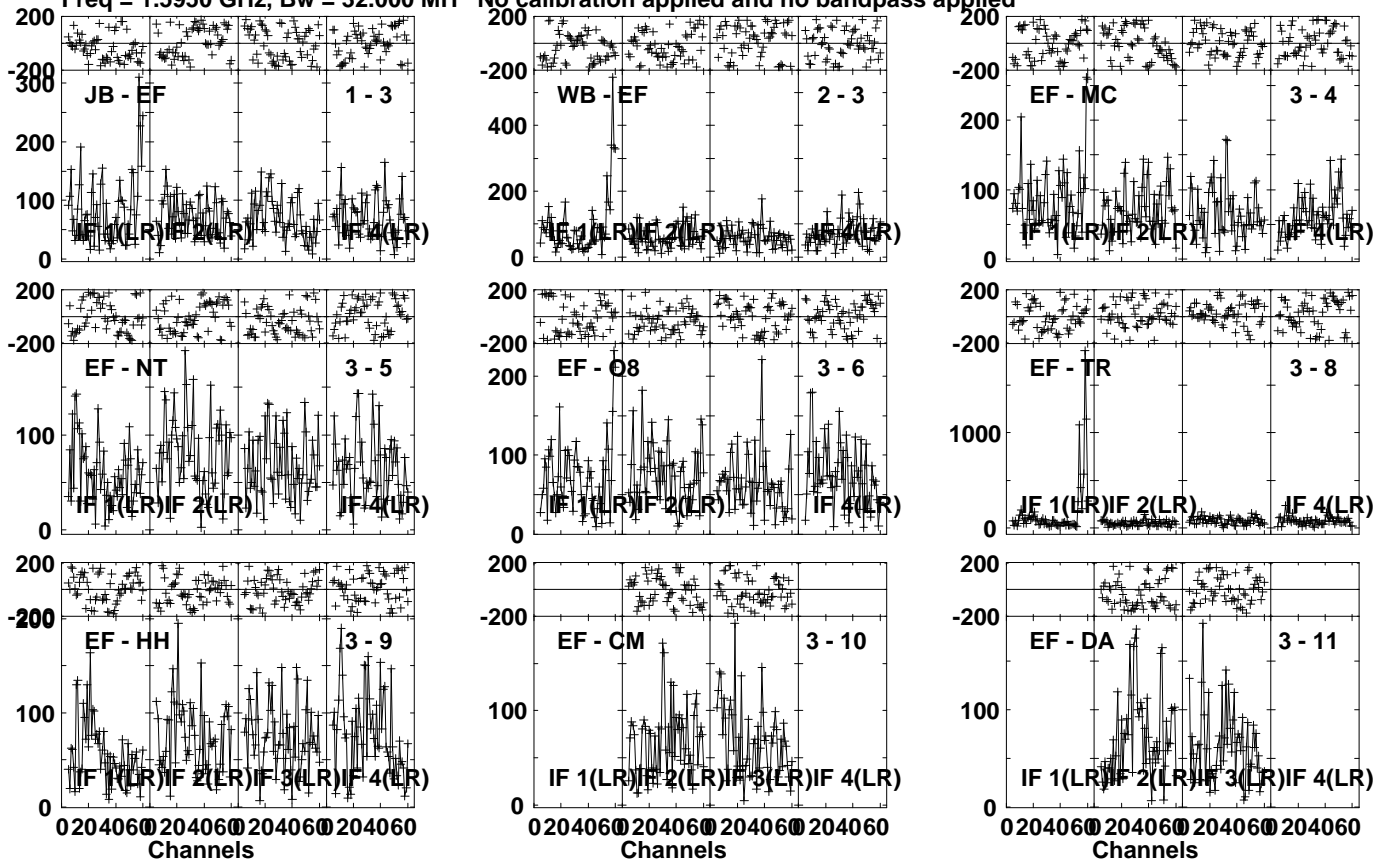 Freq = 1.5950 GHz, Bw = 32.000 MH No calibration applied and no bandpass applied
200
-200
300
200
100
0
JB - EF 1 - 3
IF 1(LR) IF 2(LR) IF 4(LR)
200
-200
400
200
0
WB - EF 2 - 3
IF 1(LR) IF 2(LR) IF 4(LR)
200
-200
200
100
0
EF - MC 3 - 4
IF 1(LR) IF 2(LR) IF 4(LR)
200
-200
100
0
EF - NT 3 - 5
IF 1(LR) IF 2(LR) IF 4(LR)
200
-200
200
100
0
EF - O8 3 - 6
IF 1(LR) IF 2(LR) IF 4(LR)
200
-200
1000
0
EF - TR 3 - 8
IF 1(LR) IF 2(LR) IF 4(LR)
200
-200
200
100
0
EF - HH 3 - 9
IF 1(LR) IF 2(LR) IF 3(LR) IF 4(LR)
0 20 40 60 0 20 40 60 0 20 40 60 0 20 40 60
Channels
200
-200
100
0
EF - CM 3 - 10
IF 1(LR) IF 2(LR) IF 3(LR) IF 4(LR)
0 20 40 60 0 20 40 60 0 20 40 60 0 20 40 60
Channels
200
-200
100
0
EF - DA 3 - 11
IF 1(LR) IF 2(LR) IF 3(LR) IF 4(LR)
0 20 40 60 0 20 40 60 0 20 40 60 0 20 40 60
Channels